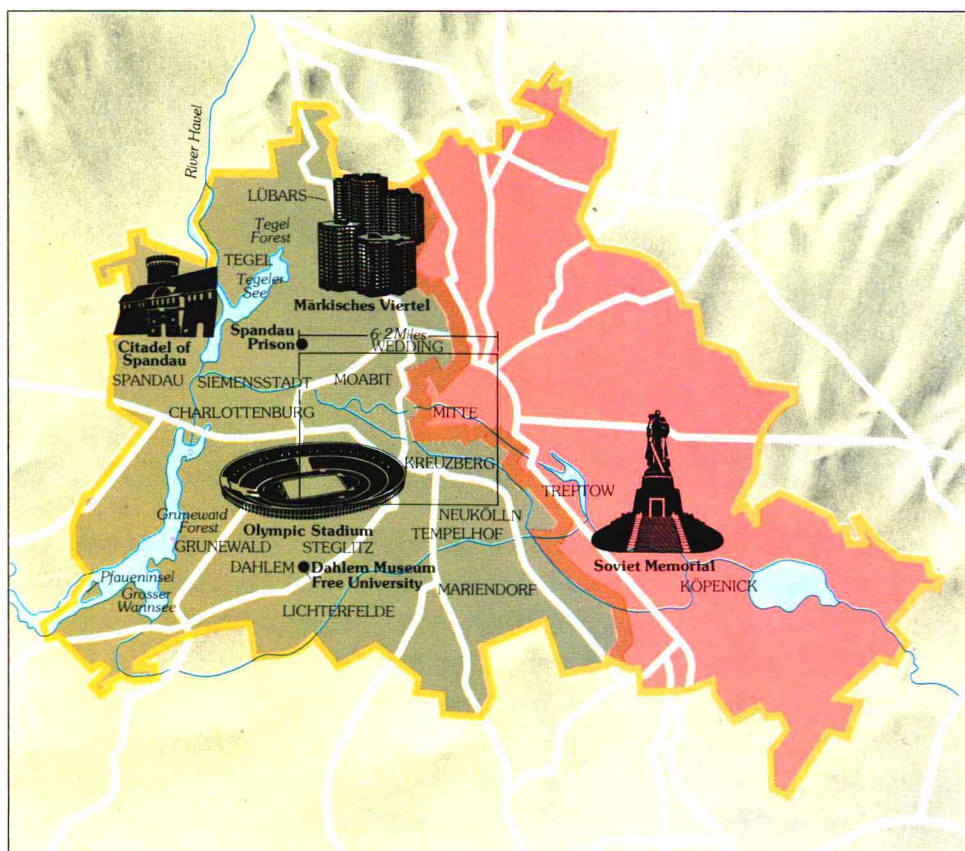 River Havel
LÜBARS
Tegel
Forest
TEGEL
Tegeler
See
Märkisches Viertel
Citadel of
Spandau
Spandau
Prison
6·2 Miles
WEDDING
SPANDAU
SIEMENSSTADT
MOABIT
CHARLOTTENBURG
MITTE
KREUZBERG
TREPTOW
Grunewald
Forest
Olympic Stadium
NEUKÖLLN
TEMPELHOF
GRUNEWALD
STEGLITZ
Soviet Memorial
DAHLEM
Dahlem Museum
Free University
Pfaueninsel
Grosser
Wannsee
MARIENDORF
KÖPENICK
LICHTERFELDE